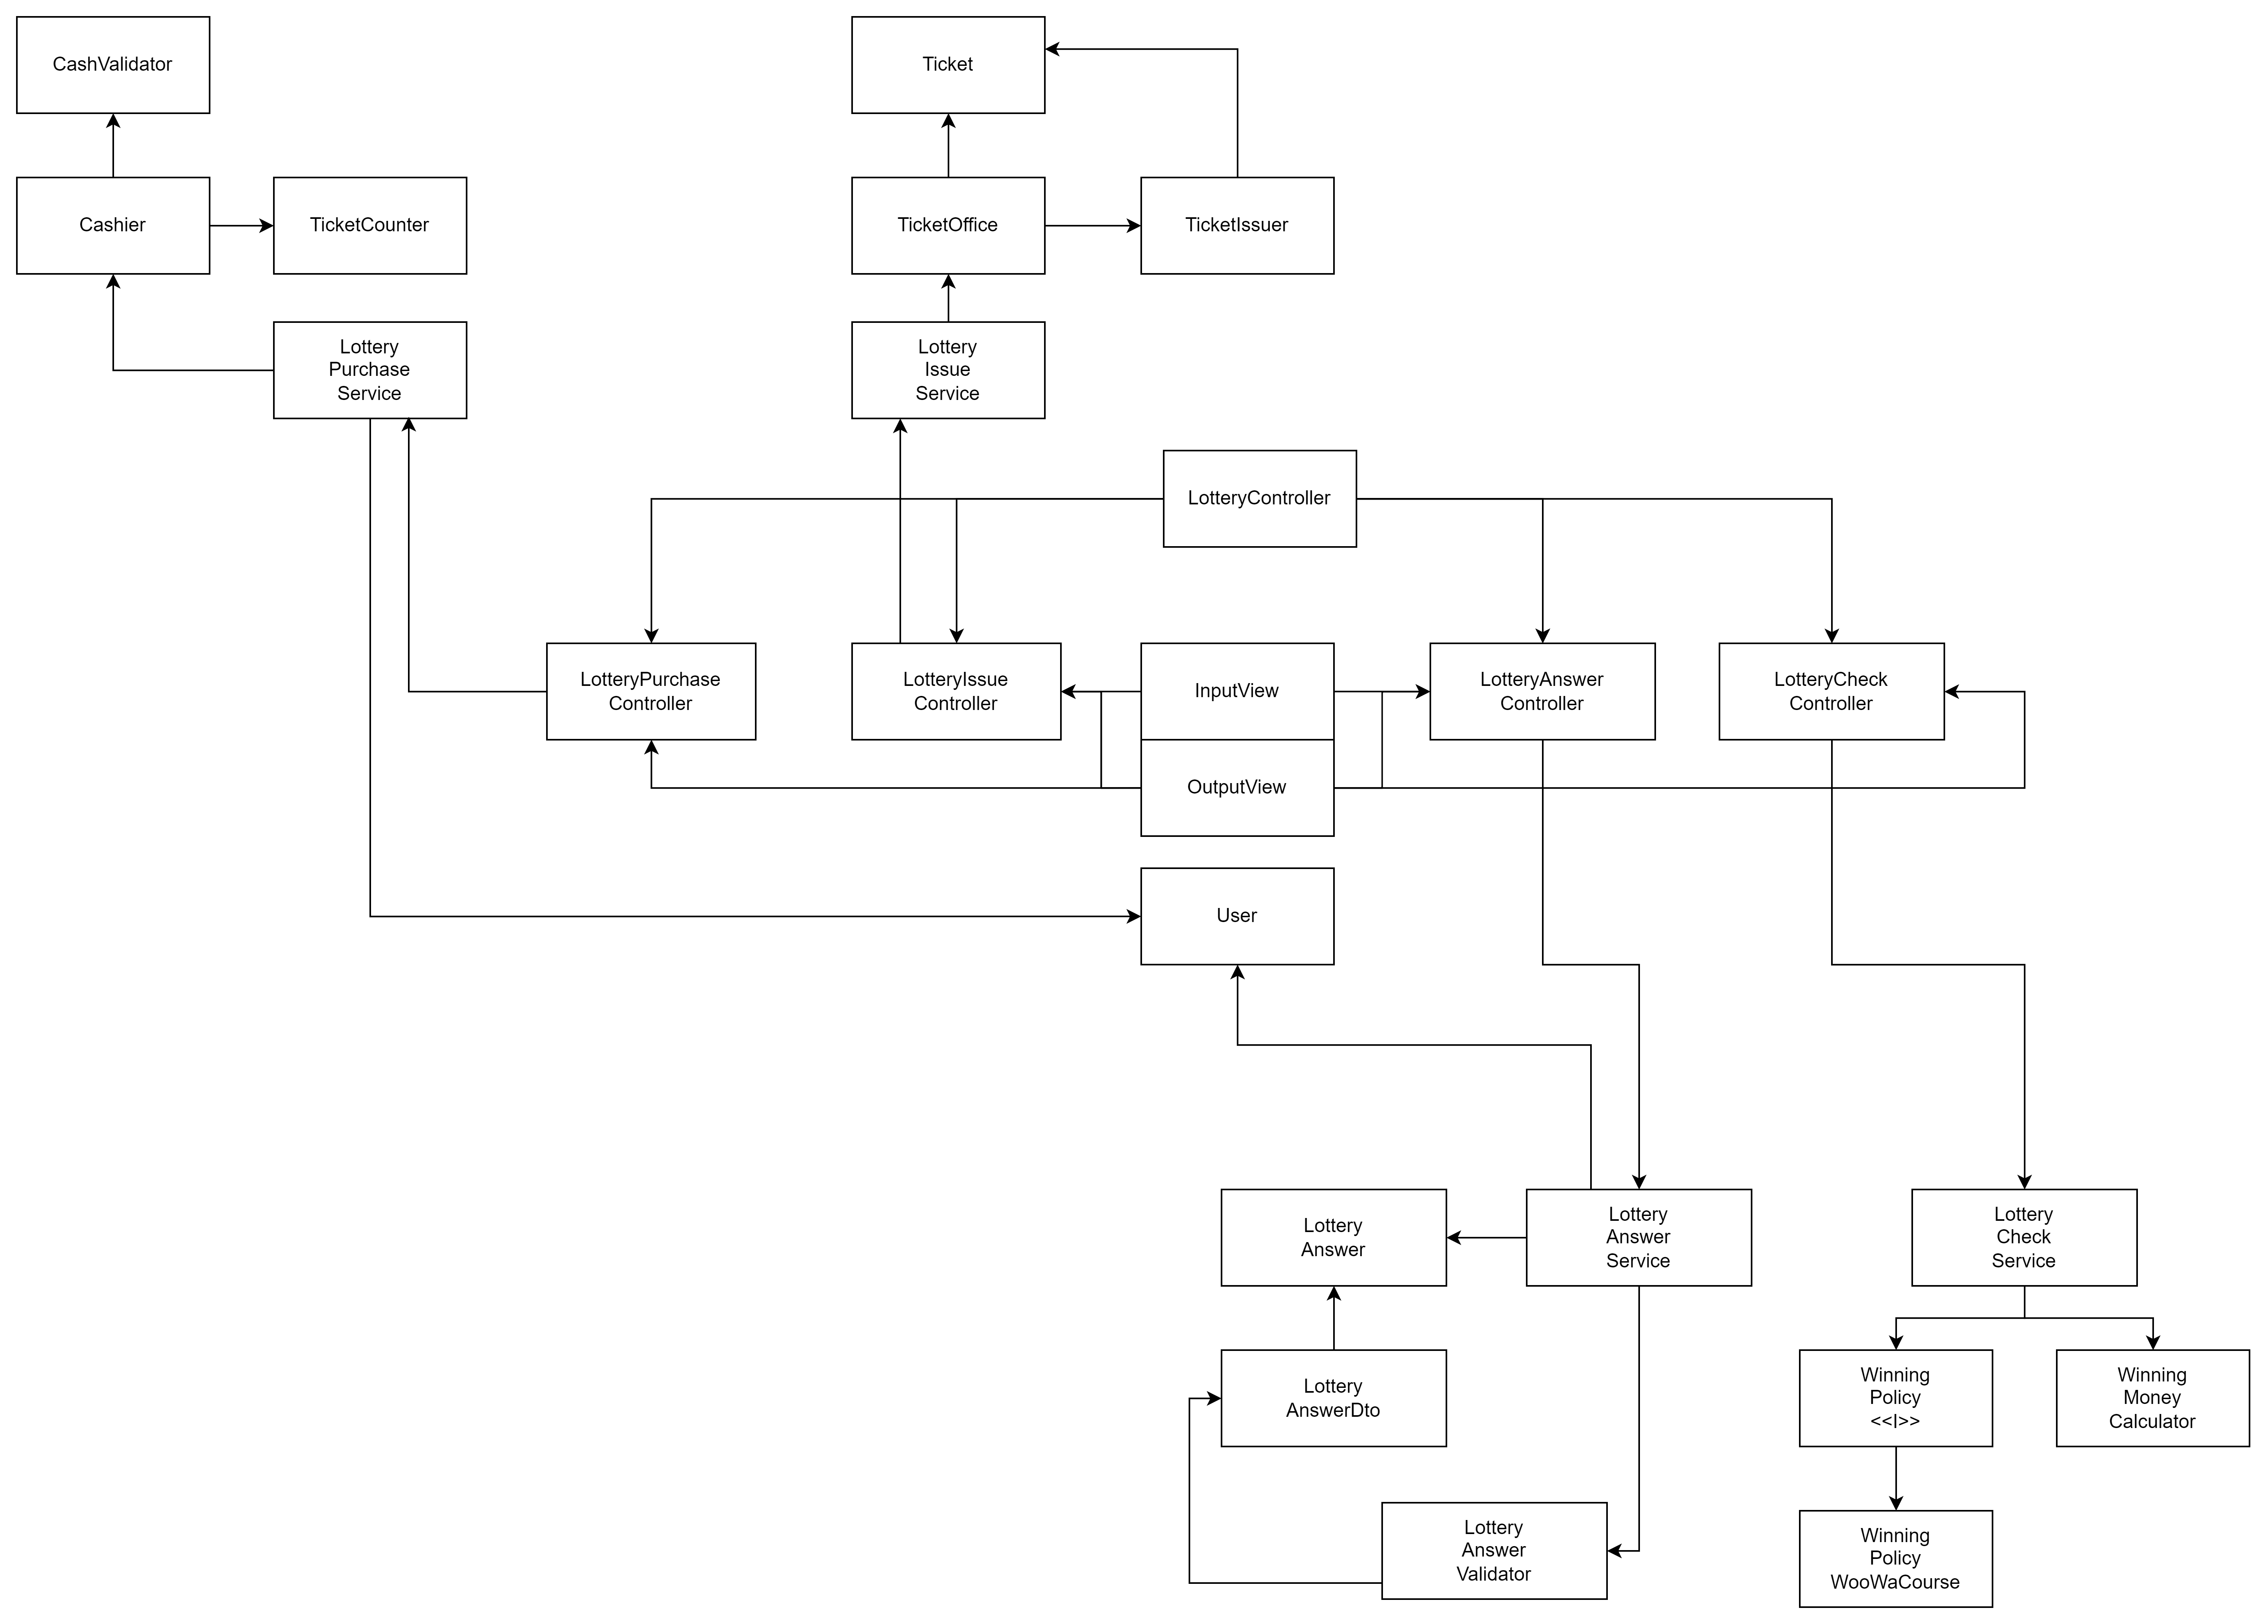 CashValidator
Ticket
Cashier
TicketCounter
TicketOffice
TicketIssuer
Lottery
Purchase
Service
Lottery
Issue
Service
LotteryController
LotteryPurchase
Controller
LotteryIssue
Controller
InputView
LotteryAnswer
Controller
LotteryCheck
Controller
OutputView
User
Lottery
Answer
Lottery
Answer
Service
Lottery
Check
Service
Lottery
AnswerDto
Winning
Policy
<<I>>
Winning
Money
Calculator
Lottery
Answer
Validator
Winning
Policy
WooWaCourse